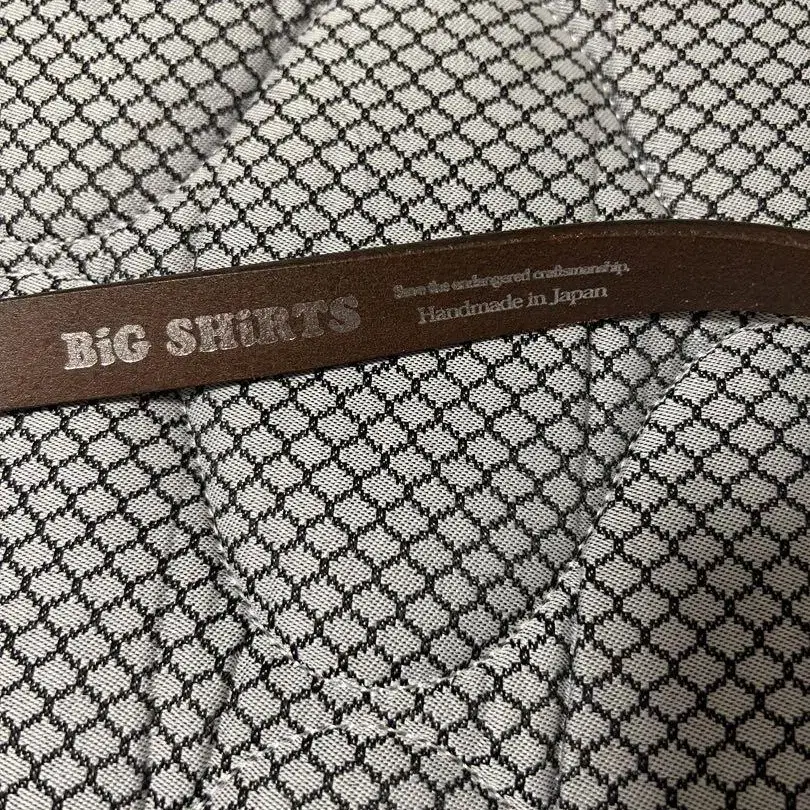 BiG SHiRTS
Save the endangered craftsmanship.
Handmade in Japan